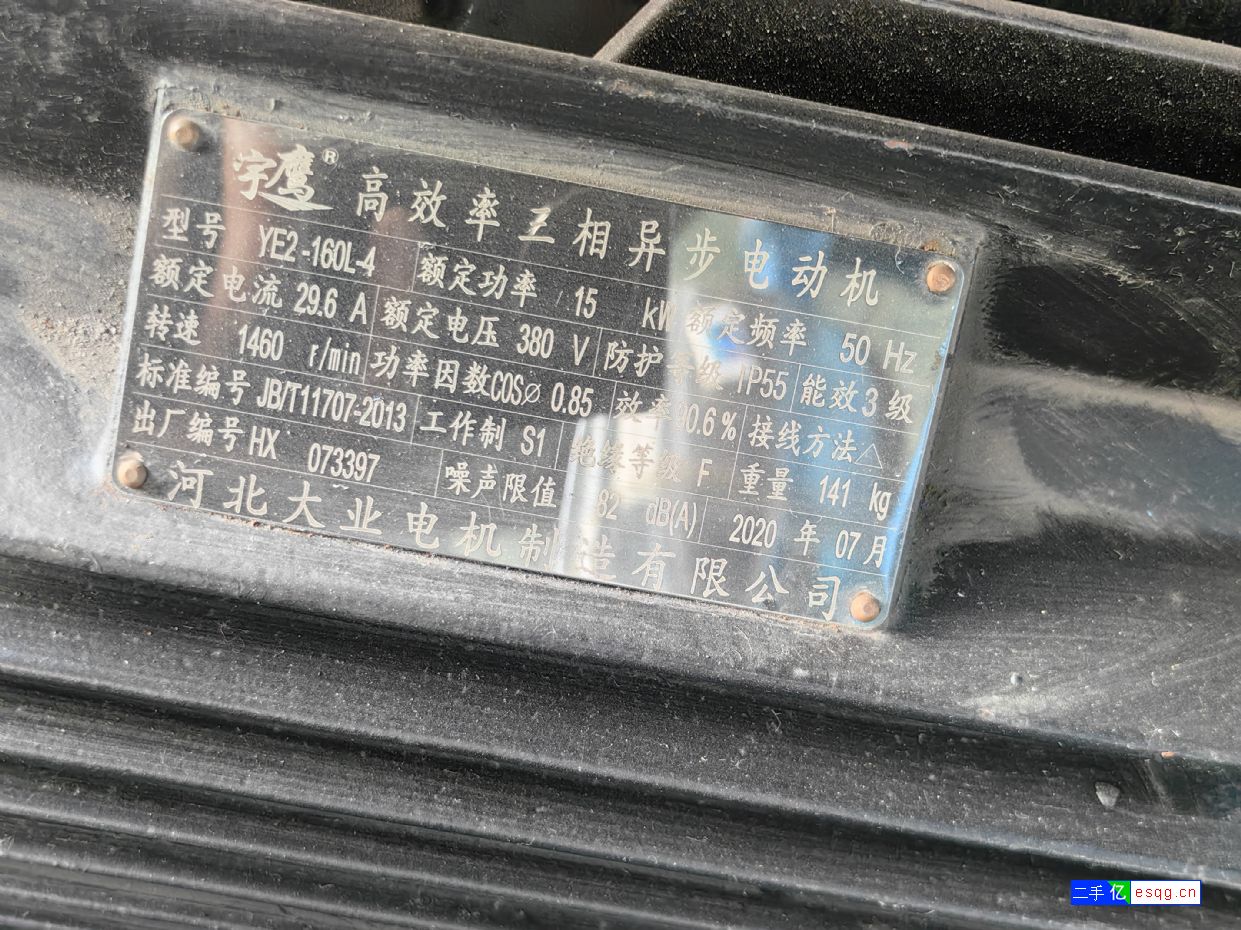 宇鹰® 高效率三相异步电动机
型号 YE2-160L-4 额定功率 15 kW 额定频率 50 Hz
额定电流 29.6 A 额定电压 380 V 防护等级 IP55 能效3级
转速 1460 r/min 功率因数COSø 0.85 效率90.6% 接线方法△
标准编号 JB/T11707-2013 工作制 S1 绝缘等级 F 重量 141 kg
出厂编号 HX 073397 噪声限值 82 dB(A) 2020 年 07月
河北大业电机制造有限公司
二手亿 esqg.cn